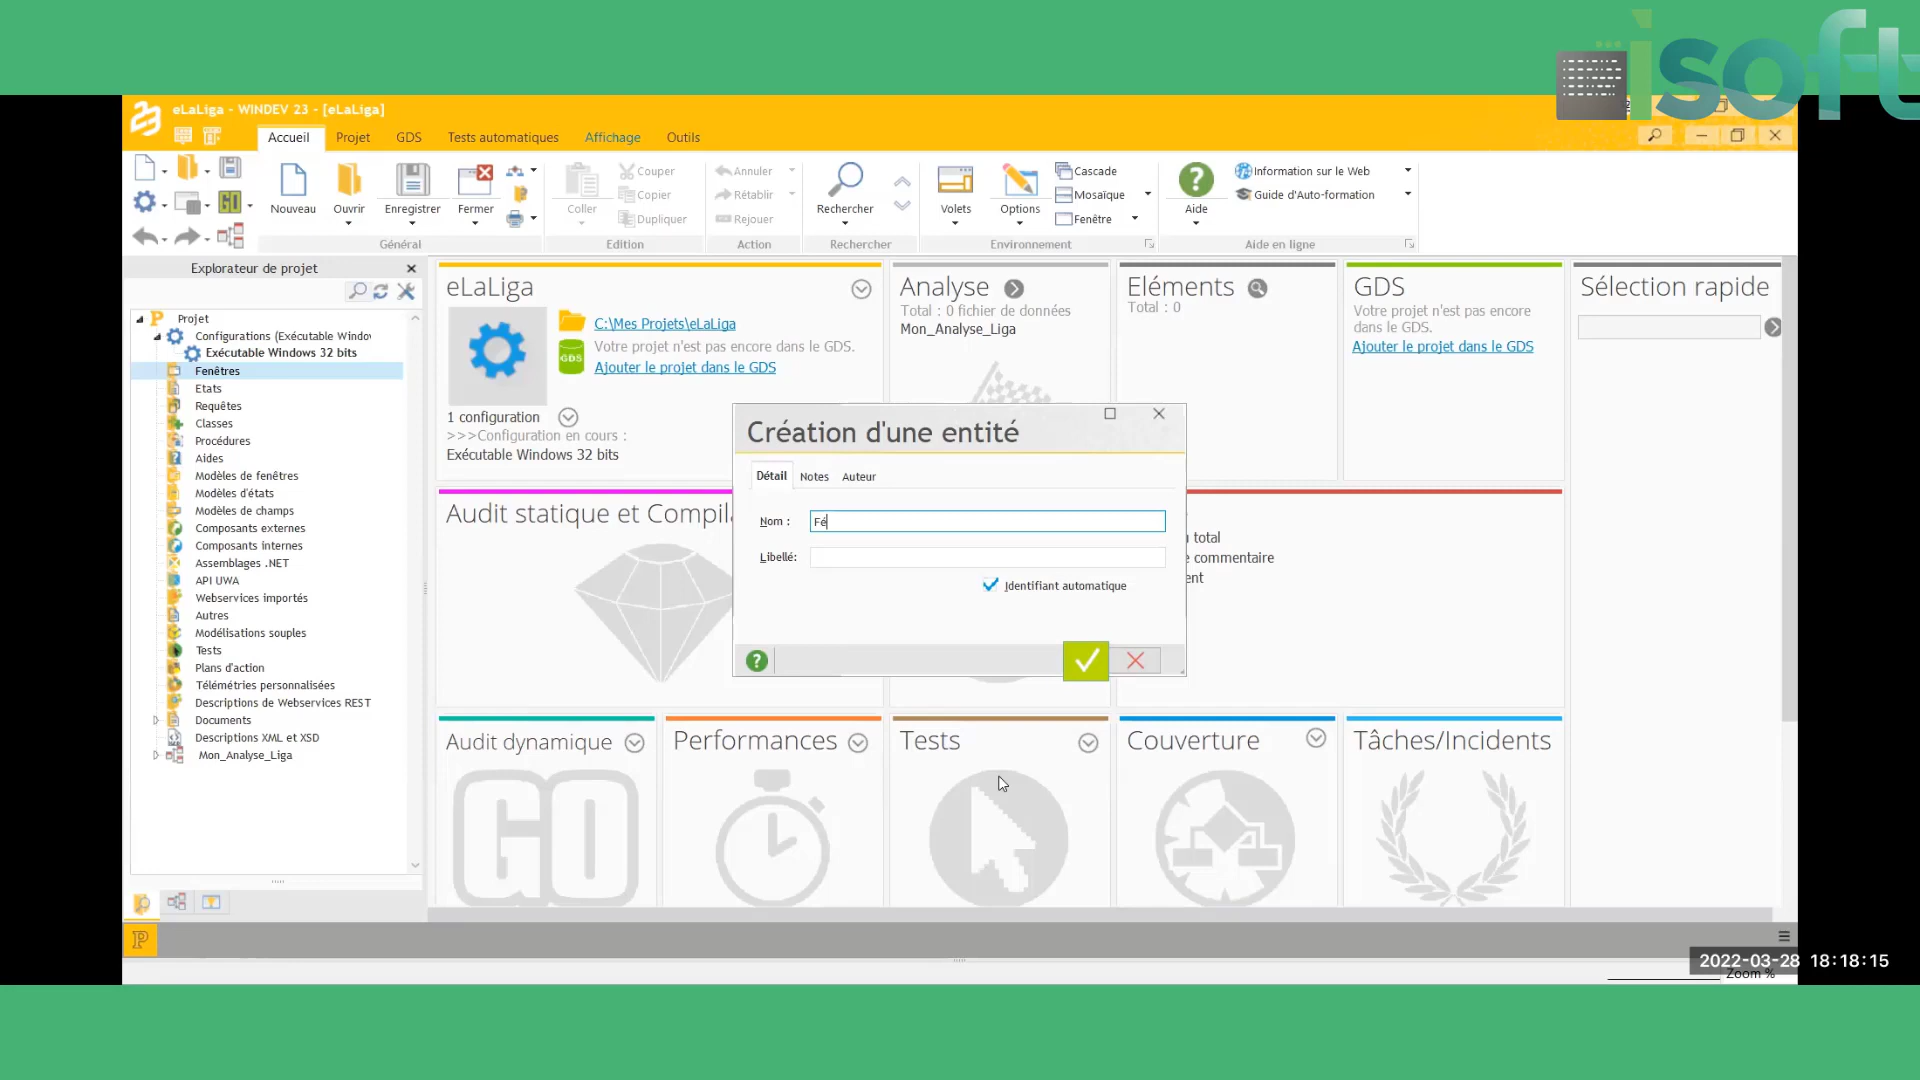 isoft
eLaLiga - WINDEV 23 - [eLaLiga]
Accueil Projet GDS Tests automatiques Affichage Outils
Nouveau Ouvrir Enregistrer Fermer
Général
Coller Couper Copier Dupliquer
Edition
Annuler Rétablir Rejouer
Action
Rechercher
Rechercher
Volets Options Cascade Mosaïque Fenêtre
Environnement
Aide Information sur le Web
Guide d'Auto-formation
Aide en ligne
Explorateur de projet
Projet
Configurations (Exécutable Windov
Exécutable Windows 32 bits
Fenêtres
Etats
Requêtes
Classes
Procédures
Aides
Modèles de fenêtres
Modèles d'états
Modèles de champs
Composants externes
Composants internes
Assemblages .NET
API UWA
Webservices importés
Autres
Modélisations souples
Tests
Plans d'action
Télémétries personnalisées
Descriptions de Webservices REST
Documents
Descriptions XML et XSD
Mon_Analyse_Liga
eLaLiga
C:\Mes Projets\eLaLiga
Votre projet n'est pas encore dans le GDS.
GDS
Ajouter le projet dans le GDS
1 configuration
>>>Configuration en cours :
Exécutable Windows 32 bits
Analyse
Total : 0 fichier de données
Mon_Analyse_Liga
Eléments
Total : 0
GDS
Votre projet n'est pas encore
dans le GDS.
Ajouter le projet dans le GDS
Sélection rapide
Création d'une entité
Détail Notes Auteur
Nom : Fé
Libellé:
Identifiant automatique
Audit statique et Compila
total
commentaire
ent
Audit dynamique
GO
Performances
Tests
Couverture
Tâches/Incidents
2022-03-28 18:18:15
Zoom %